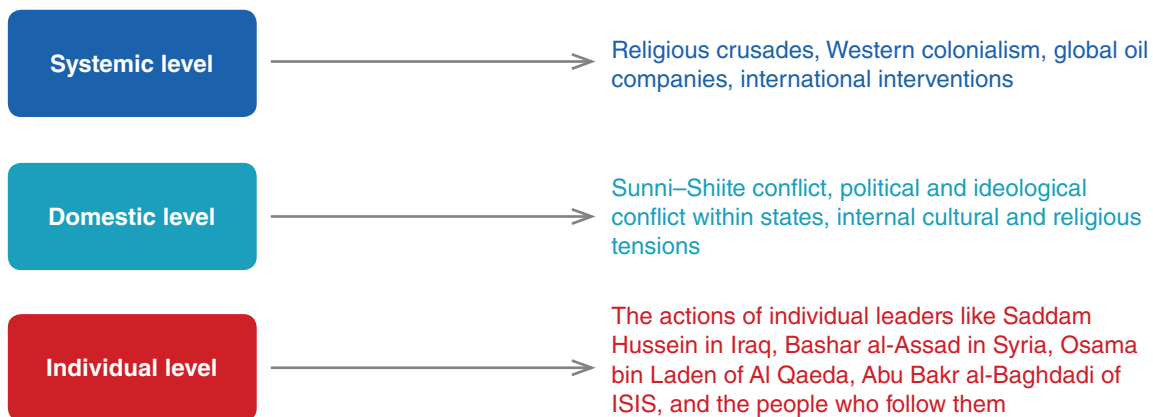 Systemic level
Religious crusades, Western colonialism, global oil
companies, international interventions
Domestic level
Sunni–Shiite conflict, political and ideological
conflict within states, internal cultural and religious
tensions
Individual level
The actions of individual leaders like Saddam
Hussein in Iraq, Bashar al-Assad in Syria, Osama
bin Laden of Al Qaeda, Abu Bakr al-Baghdadi of
ISIS, and the people who follow them